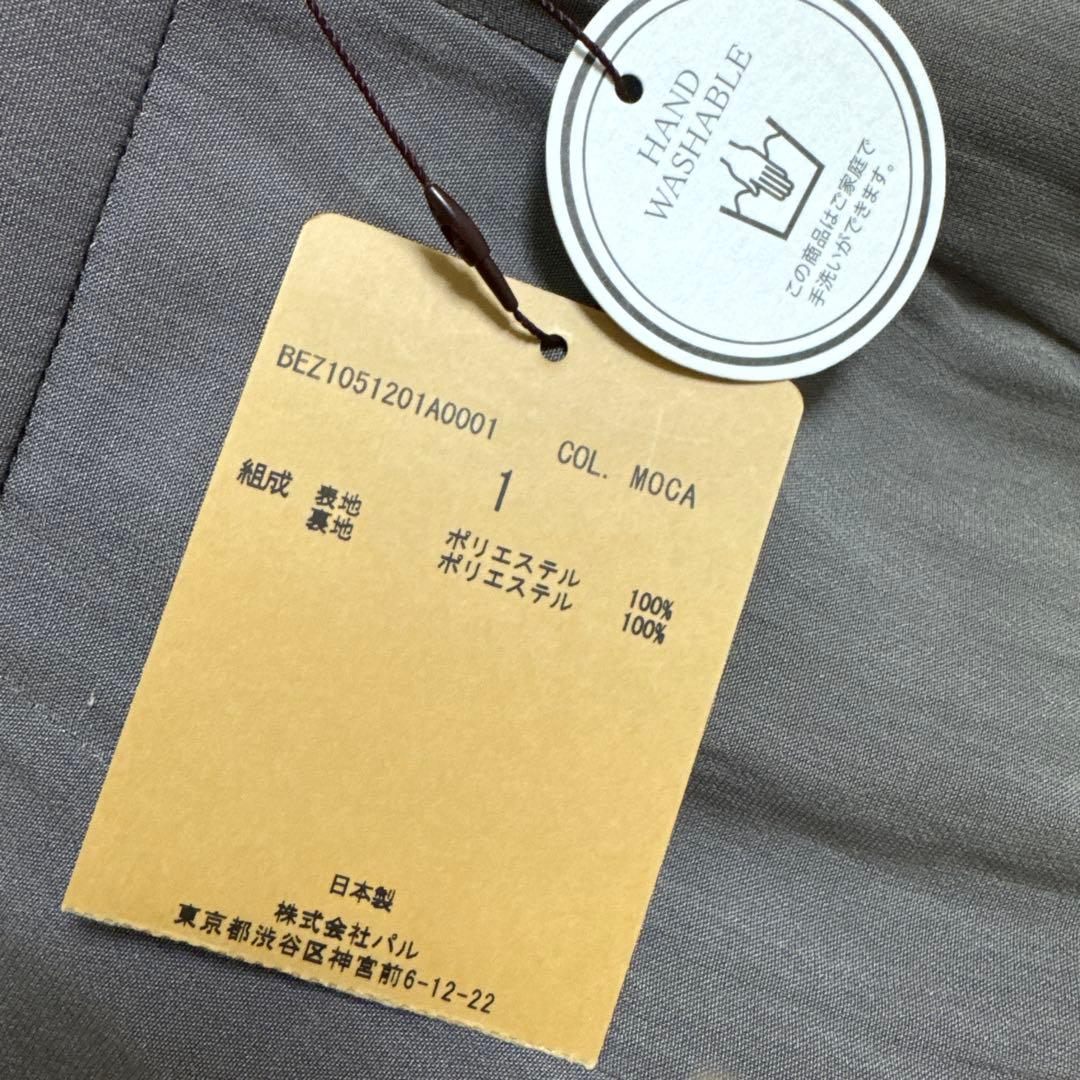 HAND
WASHABLE
この商品はご家庭で
手洗いができます。
BEZ1051201A0001 COL. MOCA
1
組成 表地 ポリエステル 100%
裏地 ポリエステル 100%
日本製
株式会社パル
東京都渋谷区神宮前6-12-22